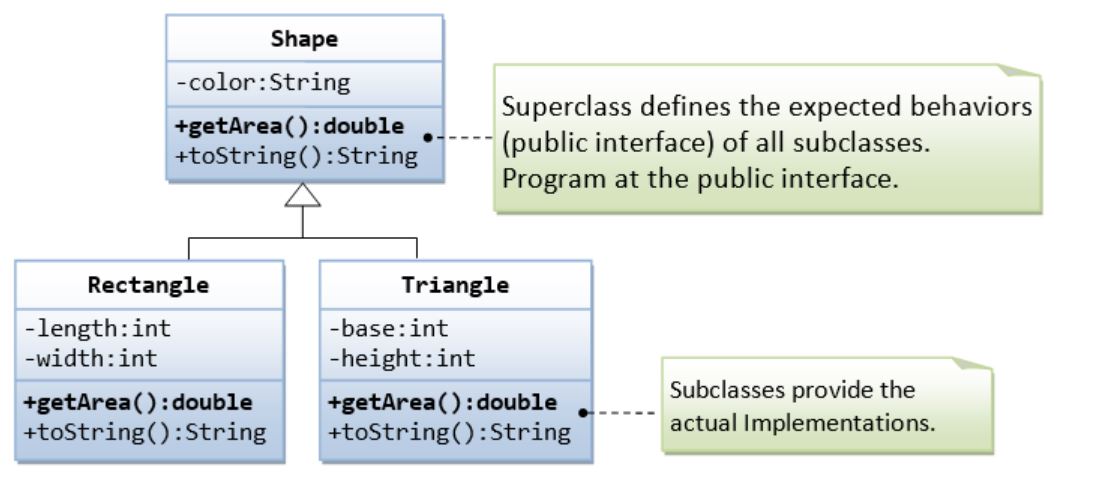 Shape
-color:String
+getArea():double
+toString():String
Superclass defines the expected behaviors
(public interface) of all subclasses.
Program at the public interface.
Rectangle
-length:int
-width:int
+getArea():double
+toString():String
Triangle
-base:int
-height:int
+getArea():double
+toString():String
Subclasses provide the
actual Implementations.